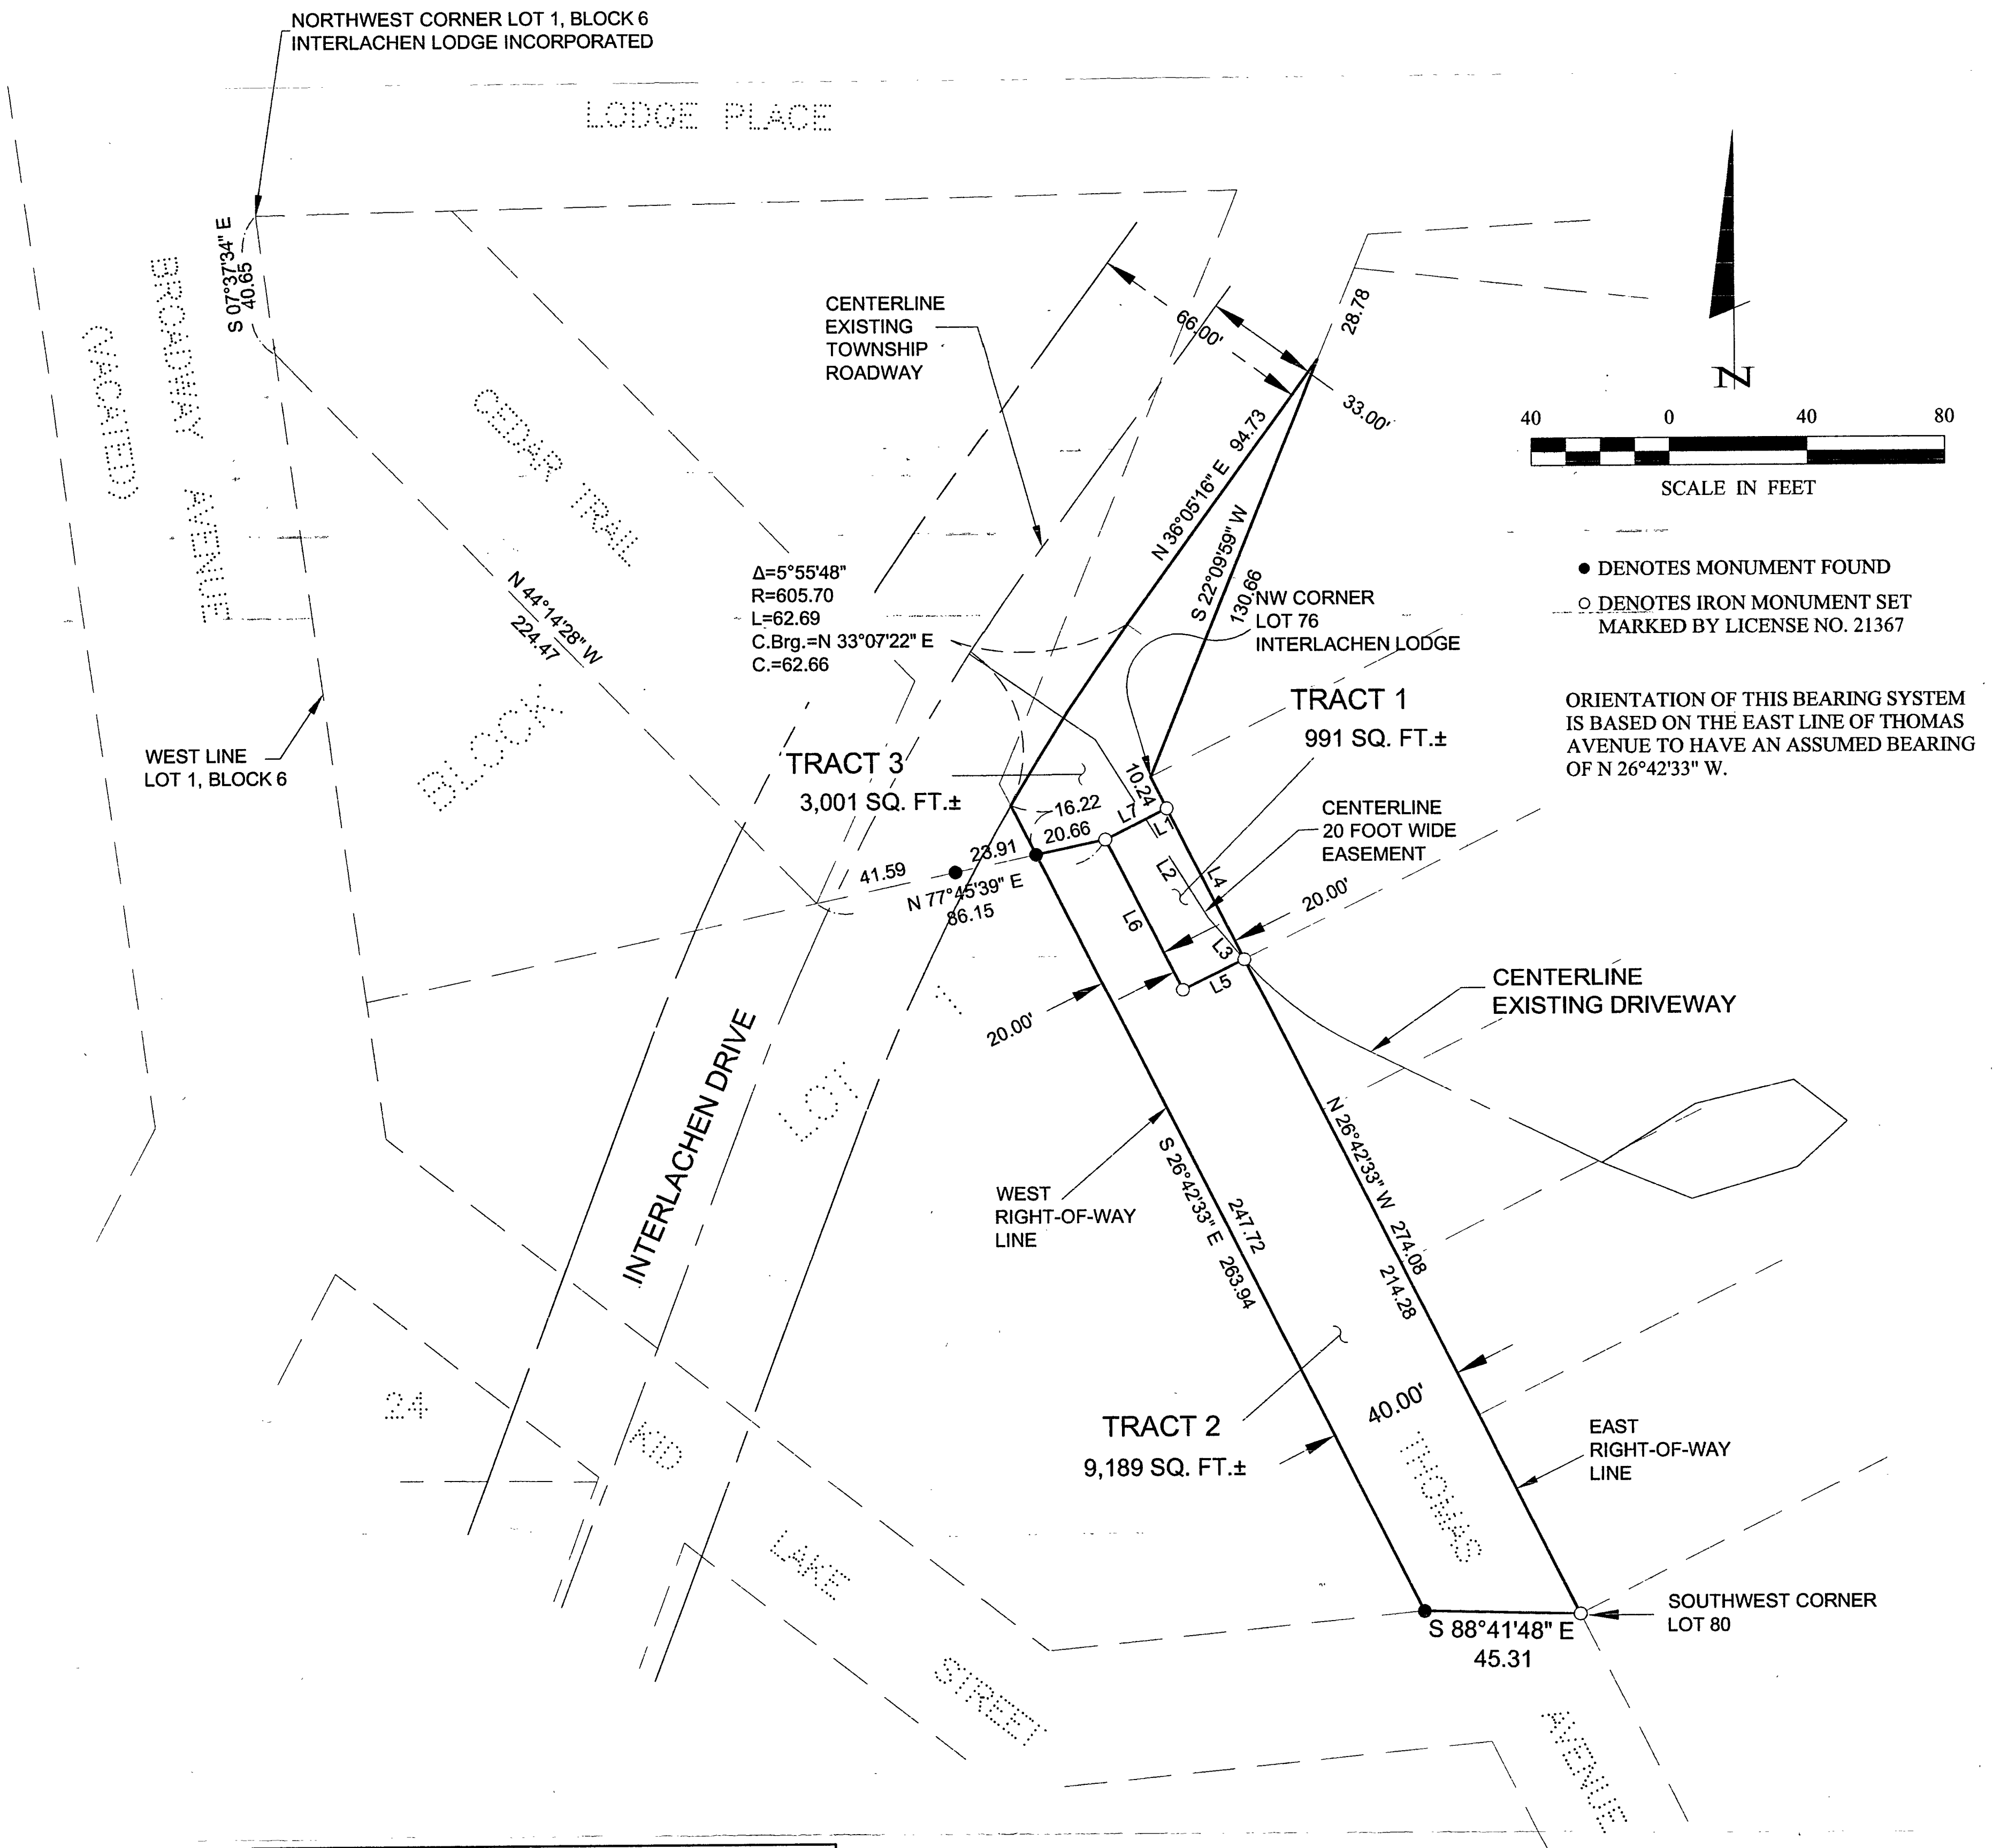 NORTHWEST CORNER LOT 1, BLOCK 6
INTERLACHEN LODGE INCORPORATED
LODGE PLACE
S 07°37'34" E
40.65
BROADWAY AVENUE
(VACATED)
CEDAR TRAIL
CENTERLINE
EXISTING
TOWNSHIP
ROADWAY
66.00'
33.00'
28.78
N 36°05'16" E 94.73
S 22°09'59" W
130.66
N
40 0 40 80
SCALE IN FEET
● DENOTES MONUMENT FOUND
○ DENOTES IRON MONUMENT SET
MARKED BY LICENSE NO. 21367
ORIENTATION OF THIS BEARING SYSTEM
IS BASED ON THE EAST LINE OF THOMAS
AVENUE TO HAVE AN ASSUMED BEARING
OF N 26°42'33" W.
Δ=5°55'48"
R=605.70
L=62.69
C.Brg.=N 33°07'22" E
C.=62.66
N 44°14'28" W
224.47
NW CORNER
LOT 76
INTERLACHEN LODGE
BLOCK
WEST LINE
LOT 1, BLOCK 6
TRACT 1
991 SQ. FT.±
TRACT 3
3,001 SQ. FT.±
10.24
16.22
20.66
L7
L1
L2
L4
L6
L3
L5
23.91
41.59
N 77°45'39" E
86.15
CENTERLINE
20 FOOT WIDE
EASEMENT
20.00'
20.00'
CENTERLINE
EXISTING DRIVEWAY
INTERLACHEN DRIVE
LOT 1
WEST
RIGHT-OF-WAY
LINE
247.72
S 26°42'33" E 263.94
N 26°42'33" W 274.08
214.28
TRACT 2
9,189 SQ. FT.±
40.00'
EAST
RIGHT-OF-WAY
LINE
24
KID
LAKE
STREET
THOMAS
AVENUE
SOUTHWEST CORNER
LOT 80
S 88°41'48" E
45.31